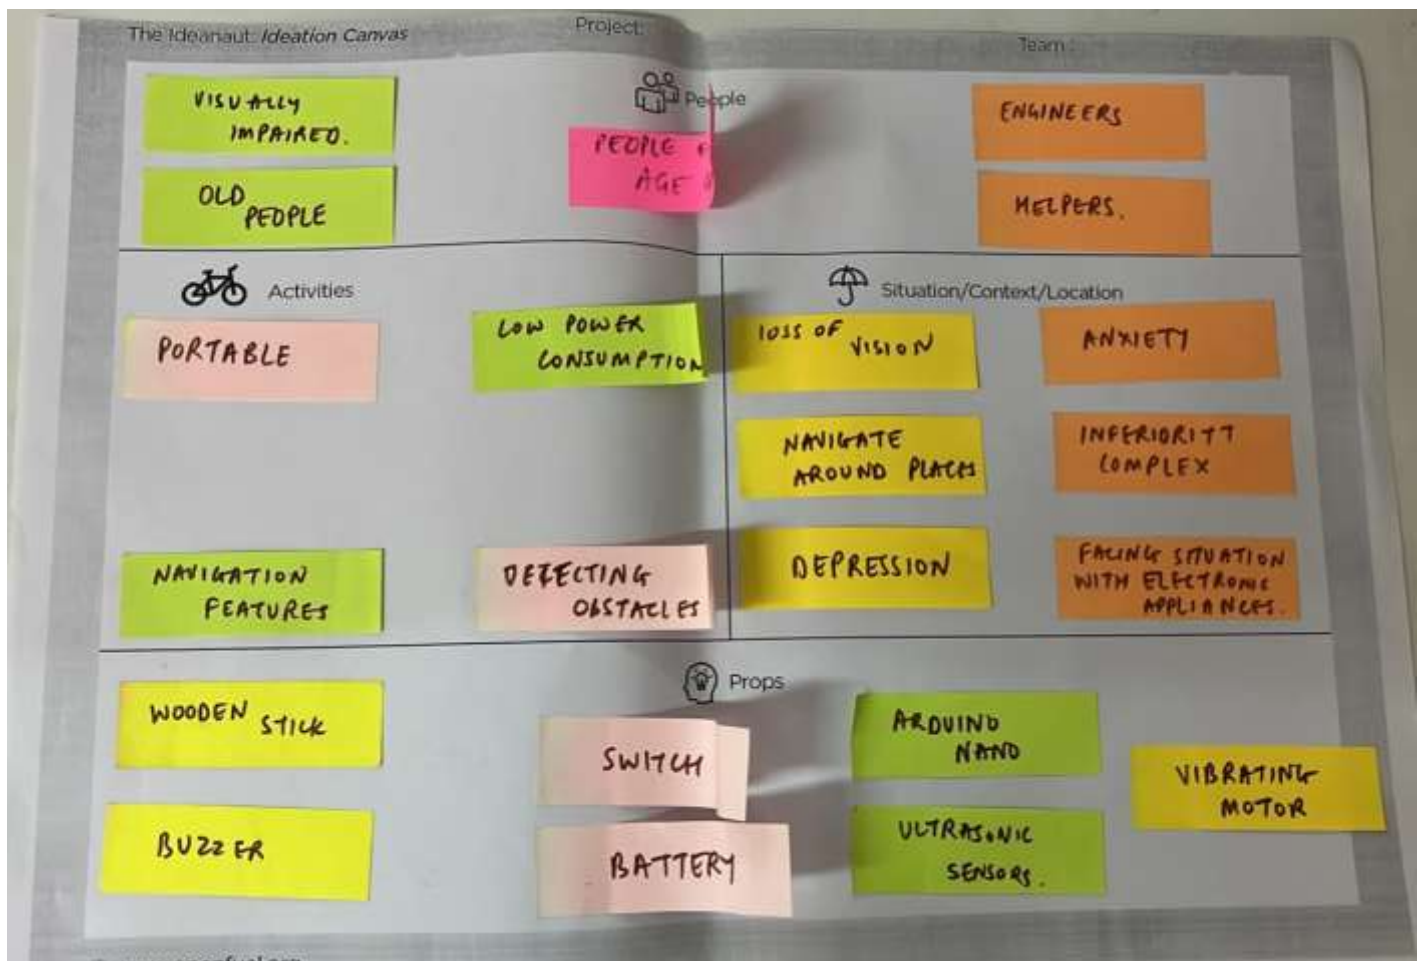 The Ideanaut: Ideation Canvas
Project:
Team:
People
VISUALLY
IMPAIRED.
OLD
PEOPLE
PEOPLE
AGE
ENGINEERS
HELPERS.
Activities
PORTABLE
LOW POWER
CONSUMPTION
NAVIGATION
FEATURES
DETECTING
OBSTACLES
Situation/Context/Location
LOSS OF
VISION
ANXIETY
NAVIGATE
AROUND PLACES
INFERIORITY
COMPLEX
DEPRESSION
FACING SITUATION
WITH ELECTRONIC
APPLIANCES.
Props
WOODEN STICK
BUZZER
SWITCH
BATTERY
ARDUINO
NANO
ULTRASONIC
SENSORS.
VIBRATING
MOTOR